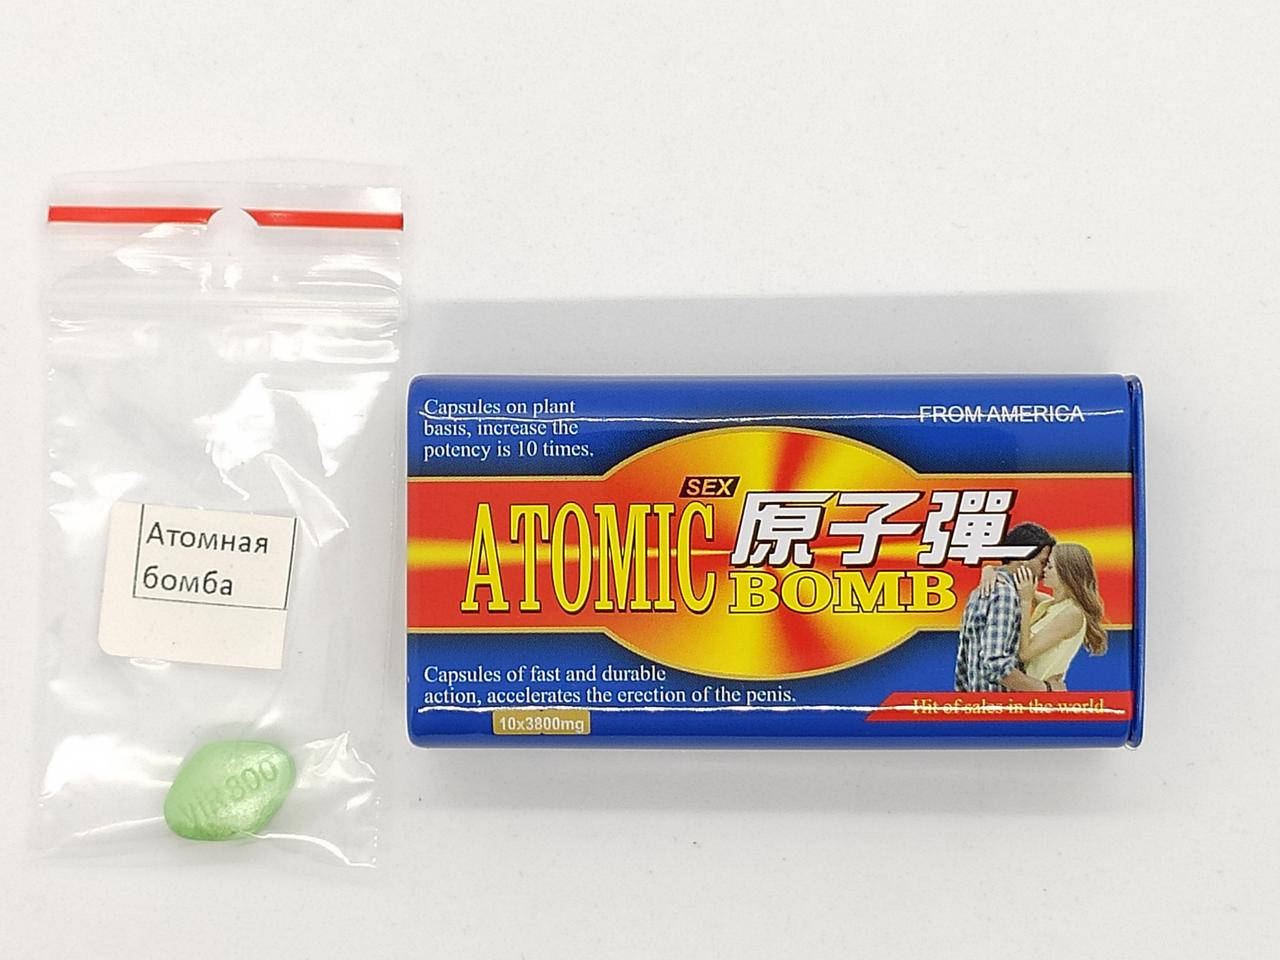 Атомная
бомба
vip800
Capsules on plant
basis, increase the
potency is 10 times.
FROM AMERICA
SEX
ATOMIC 原子彈
BOMB
Capsules of fast and durable
action, accelerates the erection of the penis.
10x3800mg
Hit of sales in the world